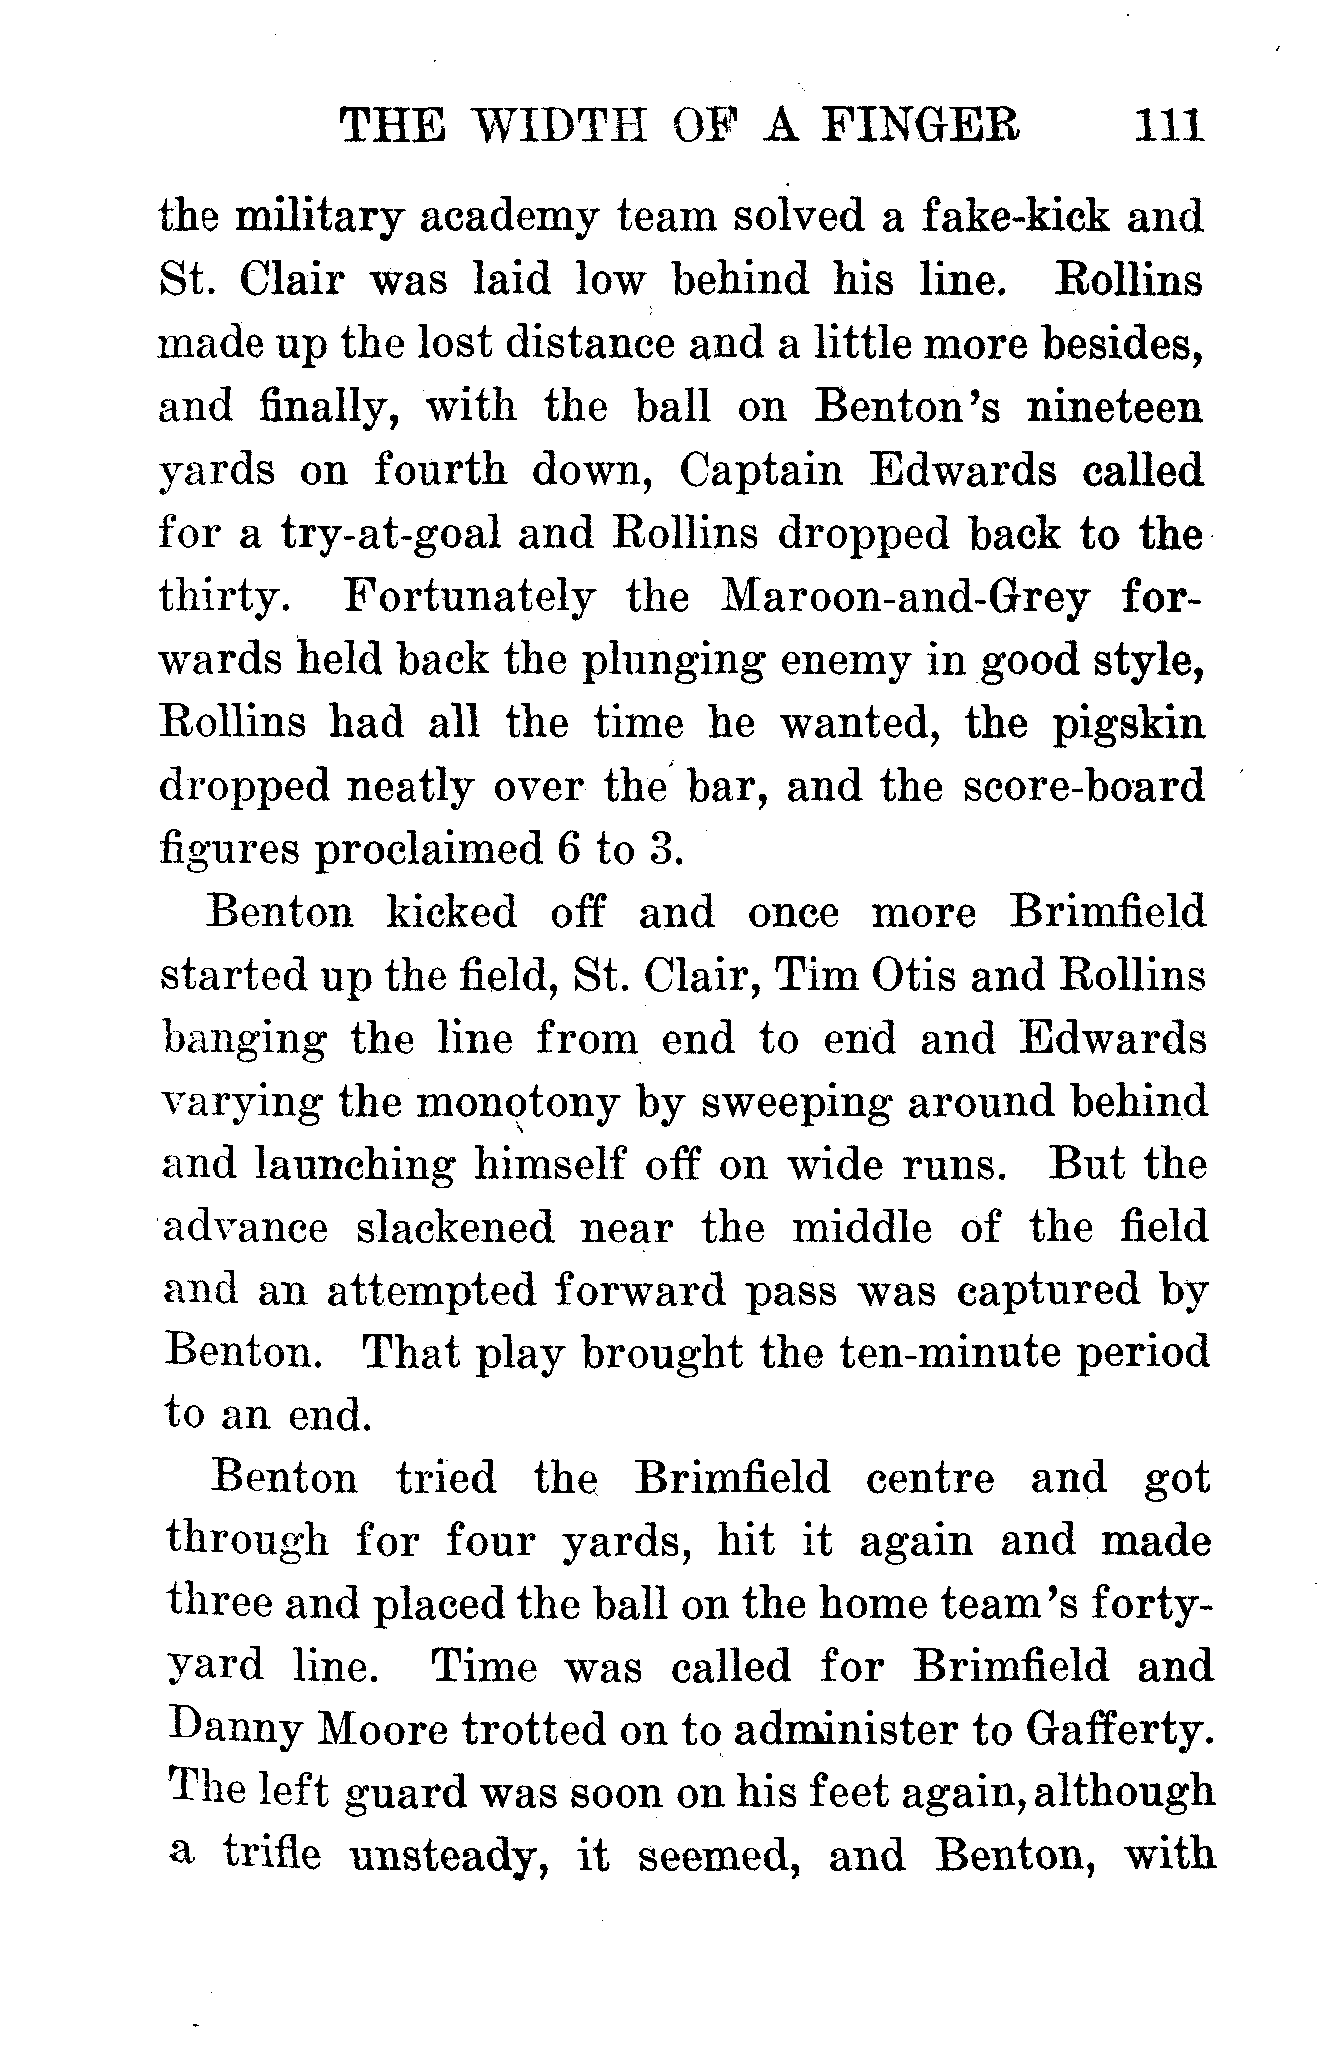 THE WIDTH OF A FINGER 111
the military academy team solved a fake-kick and
St. Clair was laid low behind his line. Rollins
made up the lost distance and a little more besides,
and finally, with the ball on Benton's nineteen
yards on fourth down, Captain Edwards called
for a try-at-goal and Rollins dropped back to the
thirty. Fortunately the Maroon-and-Grey for-
wards held back the plunging enemy in good style,
Rollins had all the time he wanted, the pigskin
dropped neatly over the bar, and the score-board
figures proclaimed 6 to 3.
Benton kicked off and once more Brimfield
started up the field, St. Clair, Tim Otis and Rollins
banging the line from end to end and Edwards
varying the monotony by sweeping around behind
and launching himself off on wide runs. But the
advance slackened near the middle of the field
and an attempted forward pass was captured by
Benton. That play brought the ten-minute period
to an end.
Benton tried the Brimfield centre and got
through for four yards, hit it again and made
three and placed the ball on the home team's forty-
yard line. Time was called for Brimfield and
Danny Moore trotted on to administer to Gafferty.
The left guard was soon on his feet again, although
a trifle unsteady, it seemed, and Benton, with